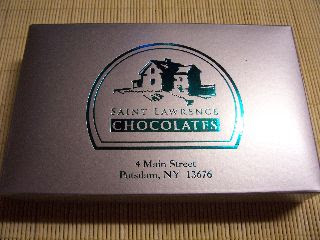 SAINT LAWRENCE
CHOCOLATES
4 Main Street
Potsdam, NY 13676